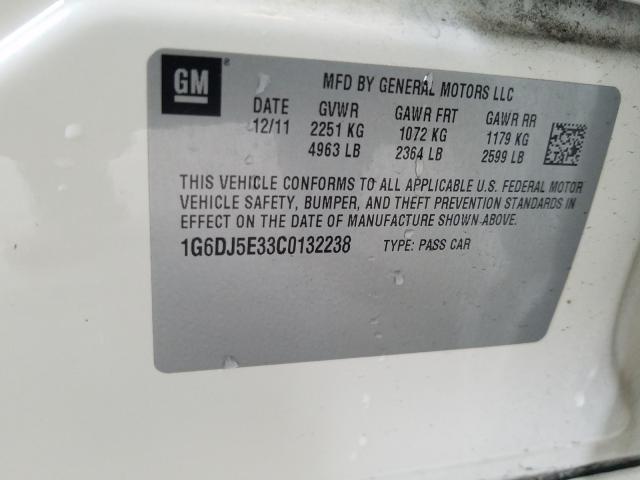 GM ®
MFD BY GENERAL MOTORS LLC
DATE GVWR GAWR FRT GAWR RR
12/11 2251 KG 1072 KG 1179 KG
4963 LB 2364 LB 2599 LB
THIS VEHICLE CONFORMS TO ALL APPLICABLE U.S. FEDERAL MOTOR
VEHICLE SAFETY, BUMPER, AND THEFT PREVENTION STANDARDS IN
EFFECT ON THE DATE OF MANUFACTURE SHOWN ABOVE.
1G6DJ5E33C0132238 TYPE: PASS CAR